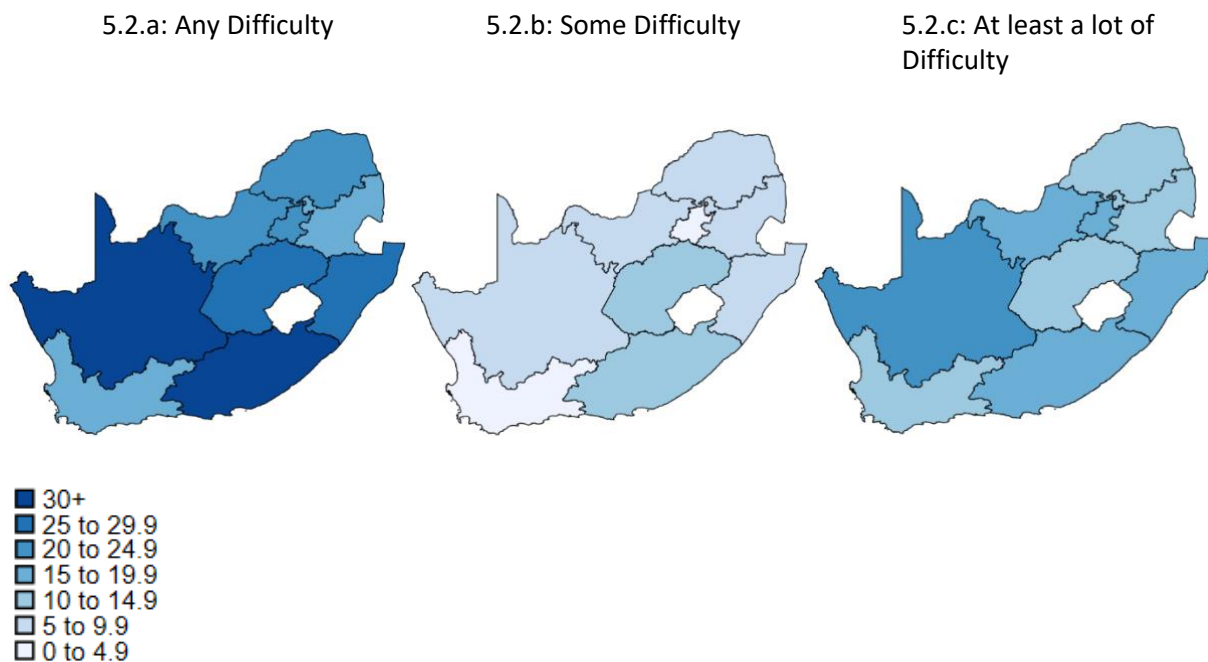 5.2.a: Any Difficulty
5.2.b: Some Difficulty
5.2.c: At least a lot of
Difficulty
30+
25 to 29.9
20 to 24.9
15 to 19.9
10 to 14.9
5 to 9.9
0 to 4.9